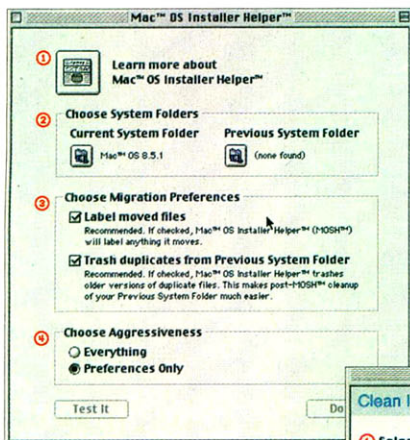 Mac™ OS Installer Helper™
1
Learn more about
Mac™ OS Installer Helper™
2
Choose System Folders
Current System Folder Previous System Folder
Mac™ OS 8.5.1 (none found)
3
Choose Migration Preferences
Label moved files
Recommended. If checked, Mac™ OS Installer Helper™ (MOSH™)
will label anything it moves.
Trash duplicates from Previous System Folder
Recommended. If checked, Mac™ OS Installer Helper™ trashes
older versions of duplicate files. This makes post-MOSH™ cleanup
of your Previous System Folder much easier.
4
Choose Aggressiveness
Everything
Preferences Only
Test It Do
Clean I